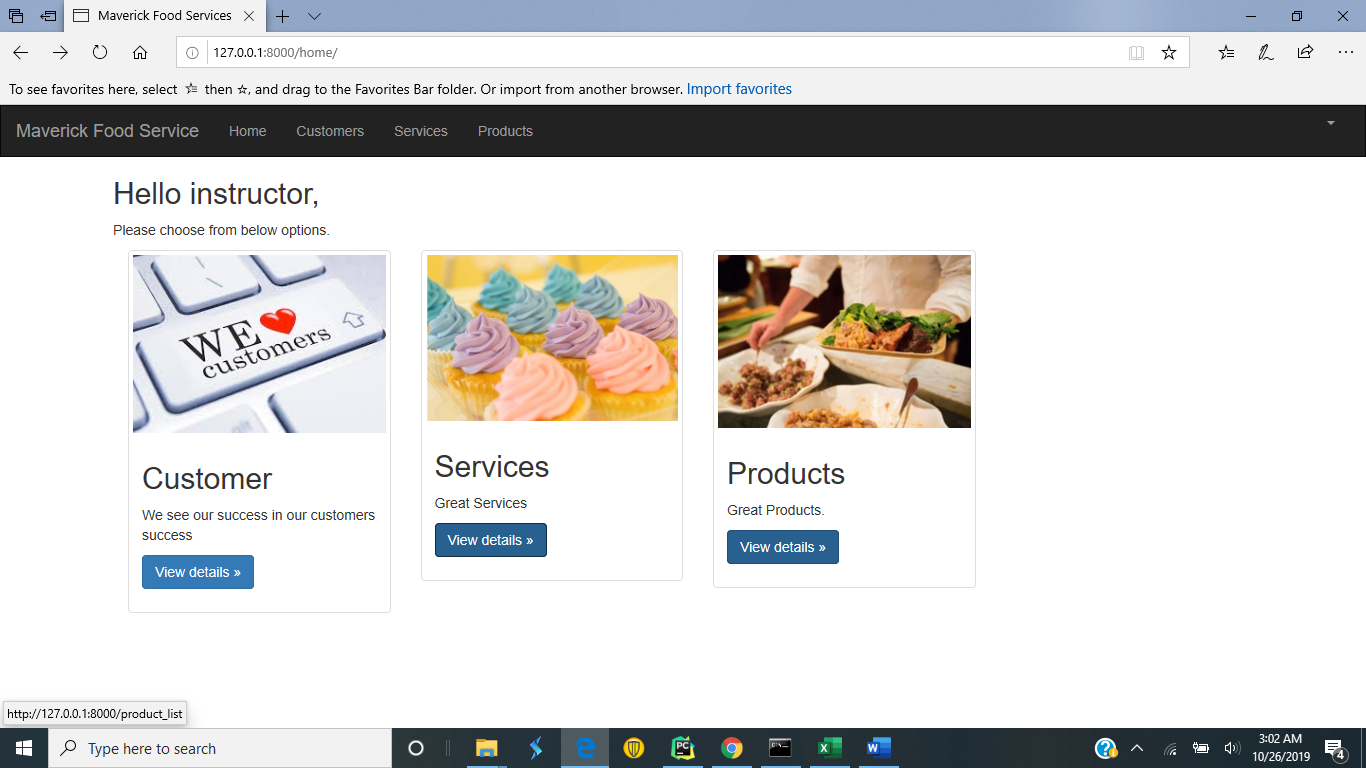 Maverick Food Services
127.0.0.1:8000/home/
To see favorites here, select then ☆, and drag to the Favorites Bar folder. Or import from another browser. Import favorites
Maverick Food Service Home Customers Services Products
Hello instructor,
Please choose from below options.
WE ❤
customers
Customer
We see our success in our customers
success
View details »
Services
Great Services
View details »
Products
Great Products.
View details »
http://127.0.0.1:8000/product_list
Type here to search
PC
C:\.
X
W
3:02 AM
10/26/2019
4